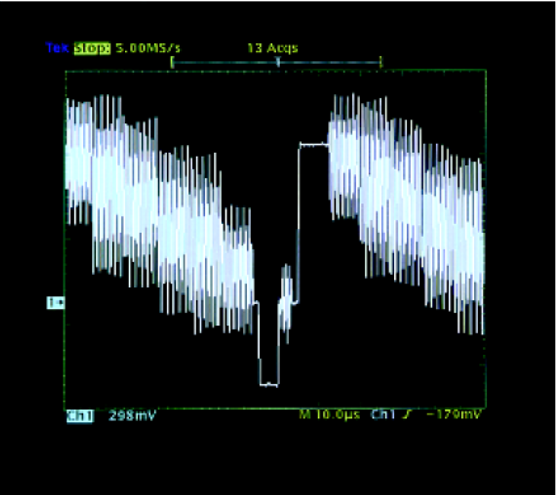 Tek Stop: 5.00MS/s 13 Acqs
1→
Ch1 298mV M 10.0µs Ch1 ∫ -179mV